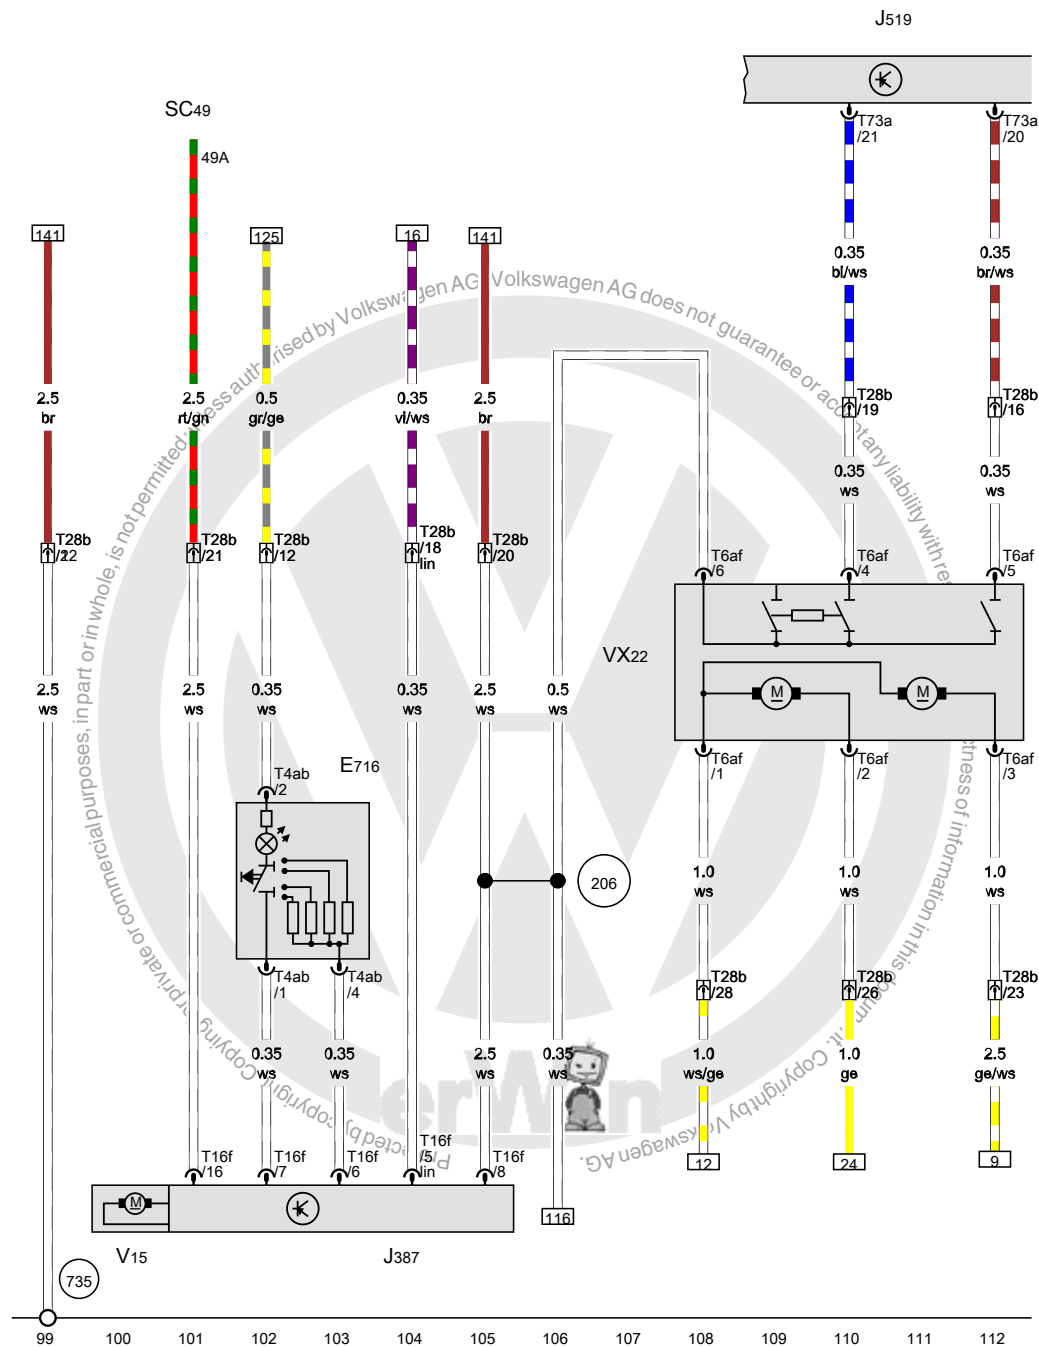 J519
SC49
49A
T73a
/21
T73a
/20
141
125
16
141
0.35
bl/ws
0.35
br/ws
2.5
br
2.5
rt/gn
0.5
gr/ge
0.35
vi/ws
2.5
br
T28b
/19
T28b
/16
0.35
ws
0.35
ws
T28b
T28b
/21
T28b
/12
T28b
/18
lin
T28b
/20
T6af
/6
T6af
/4
T6af
/5
VX22
2.5
ws
2.5
ws
0.35
ws
0.35
ws
2.5
ws
0.5
ws
M
M
T6af
/1
T6af
/2
T6af
/3
E716
T4ab
/2
206
1.0
ws
1.0
ws
1.0
ws
T4ab
/1
T4ab
/4
T28b
/28
T28b
/26
T28b
/23
0.35
ws
0.35
ws
2.5
ws
0.35
ws
1.0
ws/ge
1.0
ge
2.5
ge/ws
T16f
/16
T16f
/7
T16f
/6
T16f
/5
lin
T16f
/8
12
24
9
M
116
V15
J387
735
99 100 101 102 103 104 105 106 107 108 109 110 111 112
erWin